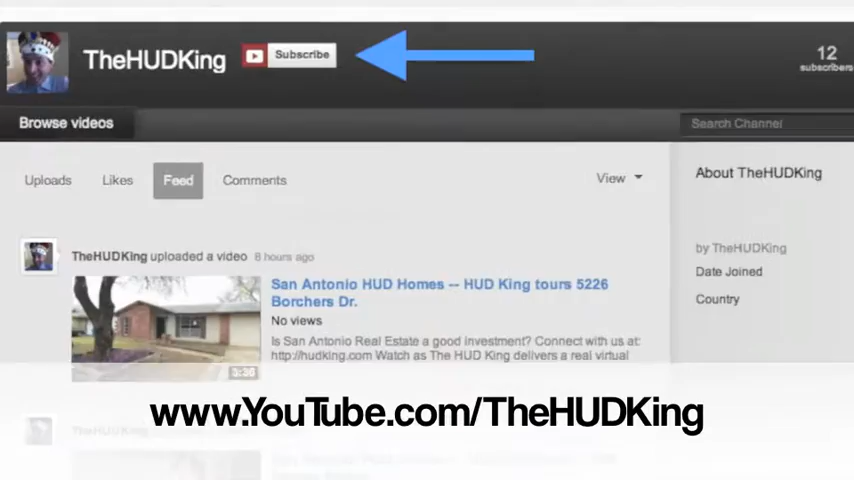 TheHUDKing
Subscribe
12
subscribers
Browse videos
Search Channel
Uploads
Likes
Feed
Comments
View
About TheHUDKing
TheHUDKing uploaded a video 8 hours ago
by TheHUDKing
San Antonio HUD Homes -- HUD King tours 5226
Borchers Dr.
Date Joined
No views
Country
Is San Antonio Real Estate a good investment? Connect with us at:
http://hudking.com Watch as The HUD King delivers a real virtual
3:36
www.YouTube.com/TheHUDKing